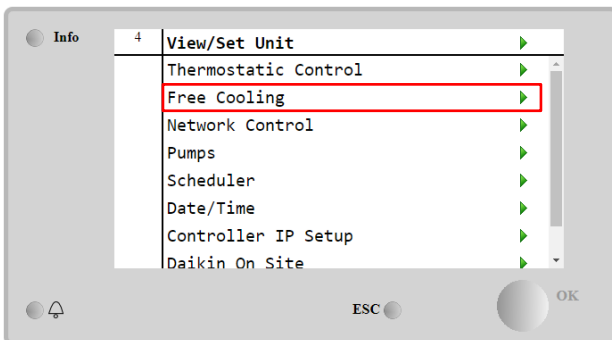 Info
4 View/Set Unit
Thermostatic Control
Free Cooling
Network Control
Pumps
Scheduler
Date/Time
Controller IP Setup
Daikin On Site
ESC
OK